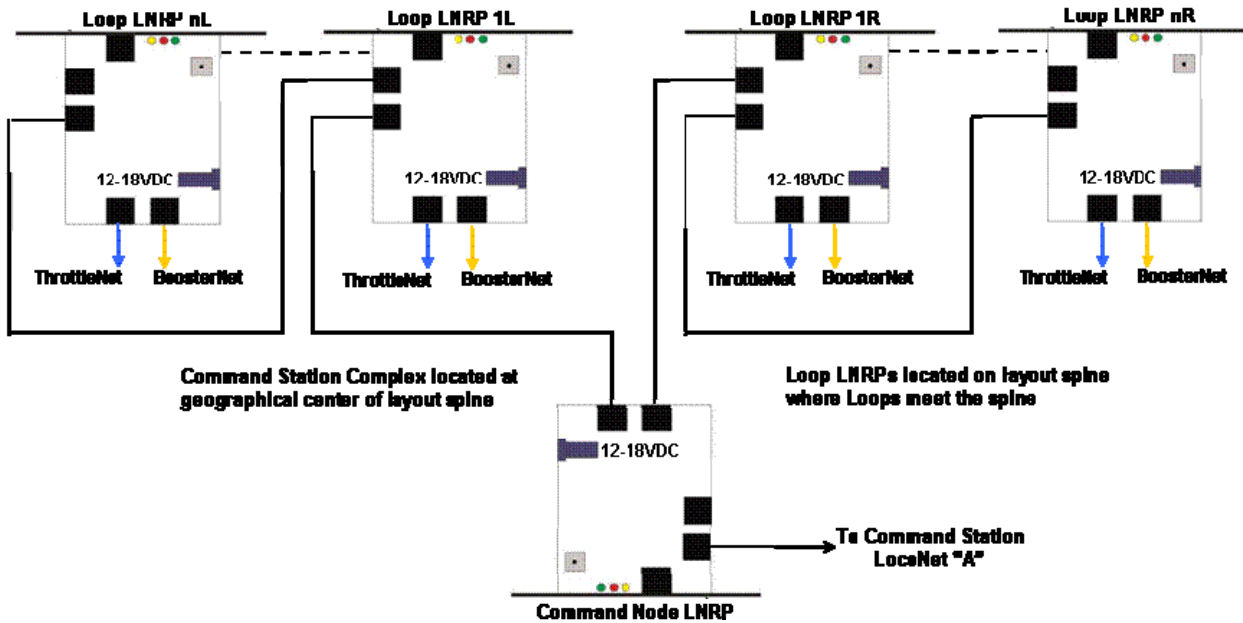 Loop LNRP nL
Loop LNRP 1L
Loop LNRP 1R
Loop LNRP nR
12-18VDC
12-18VDC
12-18VDC
12-18VDC
ThrottleNet
BoosterNet
ThrottleNet
BoosterNet
ThrottleNet
BoosterNet
ThrottleNet
BoosterNet
Command Station Complex located at
geographical center of layout spine
Loop LNRPs located on layout spine
where Loops meet the spine
12-18VDC
To Command Station
LocoNet "A"
Command Node LNRP